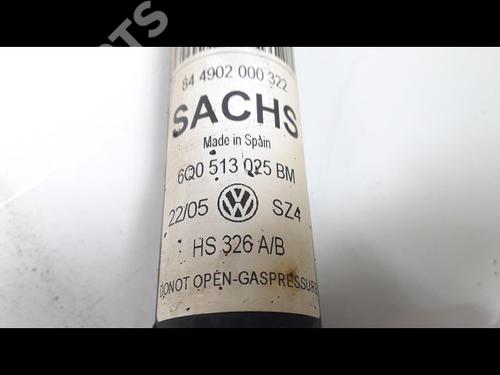 84 4902 000 322
SACHS
Made in Spain
6Q0 513 025 BM
22/05 SZ4
HS 326 A/B
DONOT OPEN-GASPRESSURE